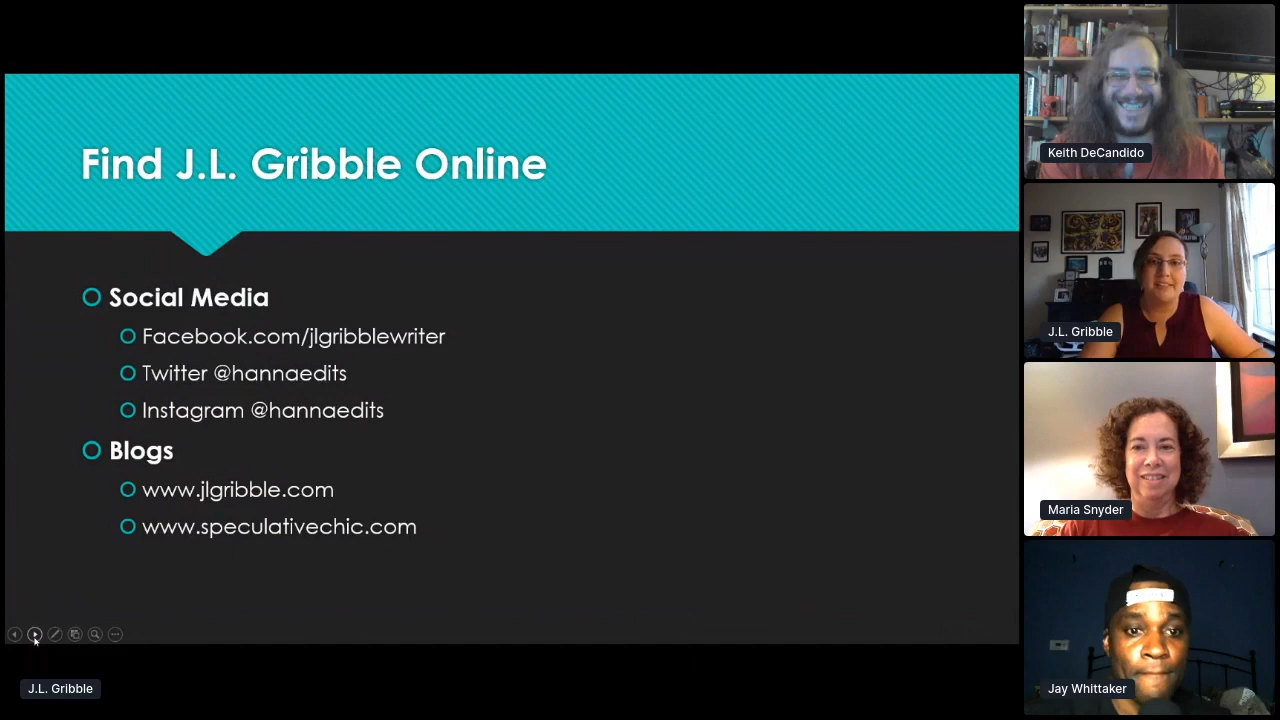 Find J.L. Gribble Online
Social Media
Facebook.com/jlgribblewriter
Twitter @hannaedits
Instagram @hannaedits
Blogs
www.jlgribble.com
www.speculativechic.com
J.L. Gribble
Keith DeCandido
J.L. Gribble
Maria Snyder
Jay Whittaker